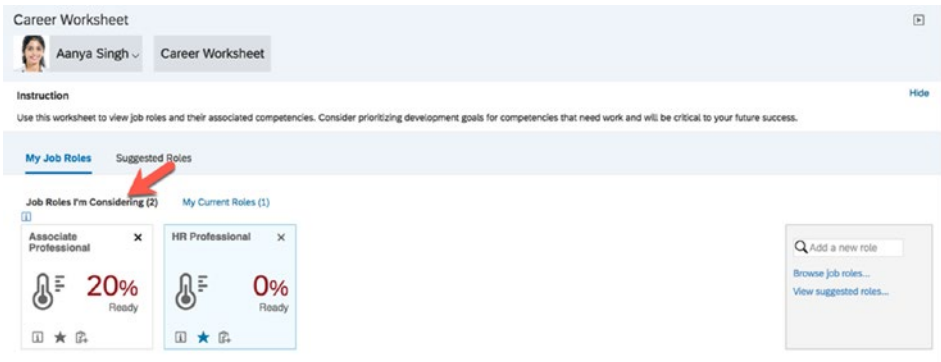 Career Worksheet
Aanya Singh
Career Worksheet
Instruction
Hide
Use this worksheet to view job roles and their associated competencies. Consider prioritizing development goals for competencies that need work and will be critical to your future success.
My Job Roles
Suggested Roles
Job Roles I'm Considering (2)
My Current Roles (1)
Associate
Professional
20%
Ready
HR Professional
0%
Ready
Add a new role
Browse job roles...
View suggested roles...